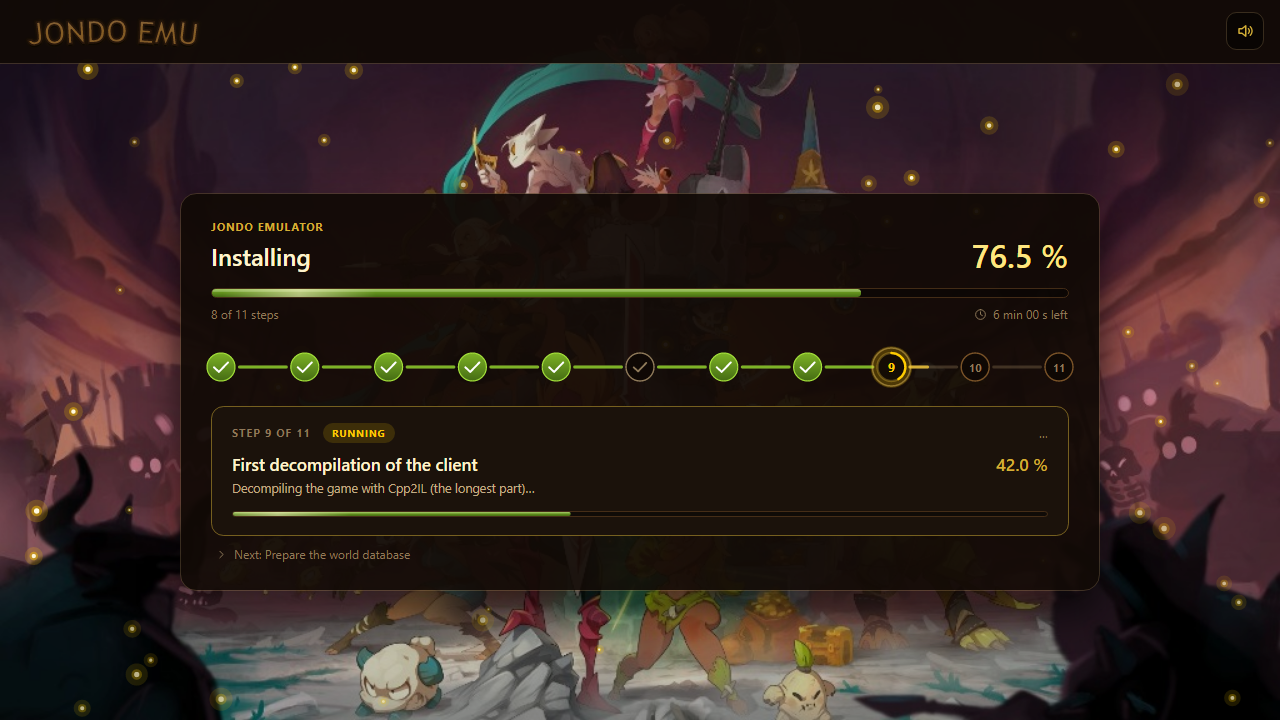 JONDO EMU
JONDO EMULATOR
Installing
76.5 %
8 of 11 steps
6 min 00 s left
9
10
11
STEP 9 OF 11
RUNNING
...
First decompilation of the client
42.0 %
Decompiling the game with Cpp2IL (the longest part)...
Next: Prepare the world database